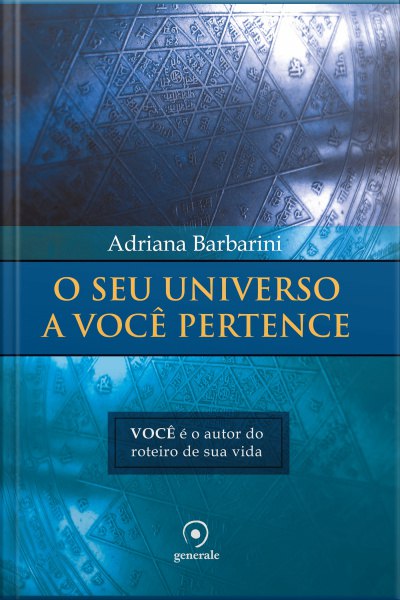 Adriana Barbarini
O SEU UNIVERSO
A VOCÊ PERTENCE
VOCÊ é o autor do
roteiro de sua vida
generale